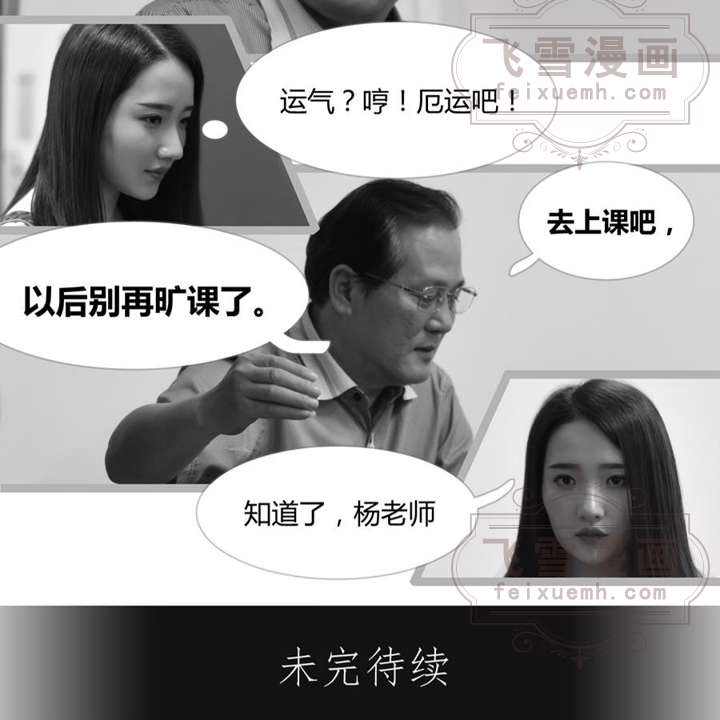 飞雪漫画
feixuemh.com
运气？哼！厄运吧！
去上课吧，
以后别再旷课了。
知道了，杨老师
飞雪漫画
feixuemh.com
未完待续